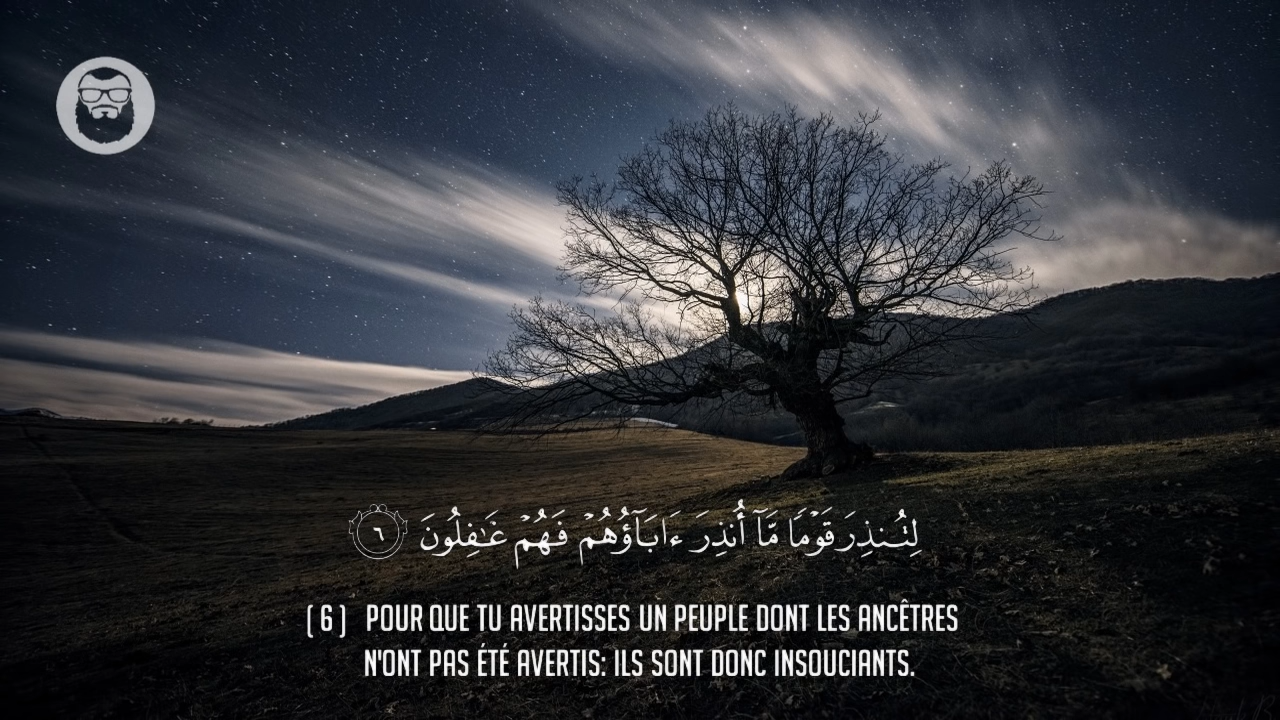 لِتُنذِرَ قَوْمًا مَّآ أُنذِرَ ءَابَآؤُهُمْ فَهُمْ غَـٰفِلُونَ ٦
( 6 ) POUR QUE TU AVERTISSES UN PEUPLE DONT LES ANCÊTRES
N'ONT PAS ÉTÉ AVERTIS: ILS SONT DONC INSOUCIANTS.